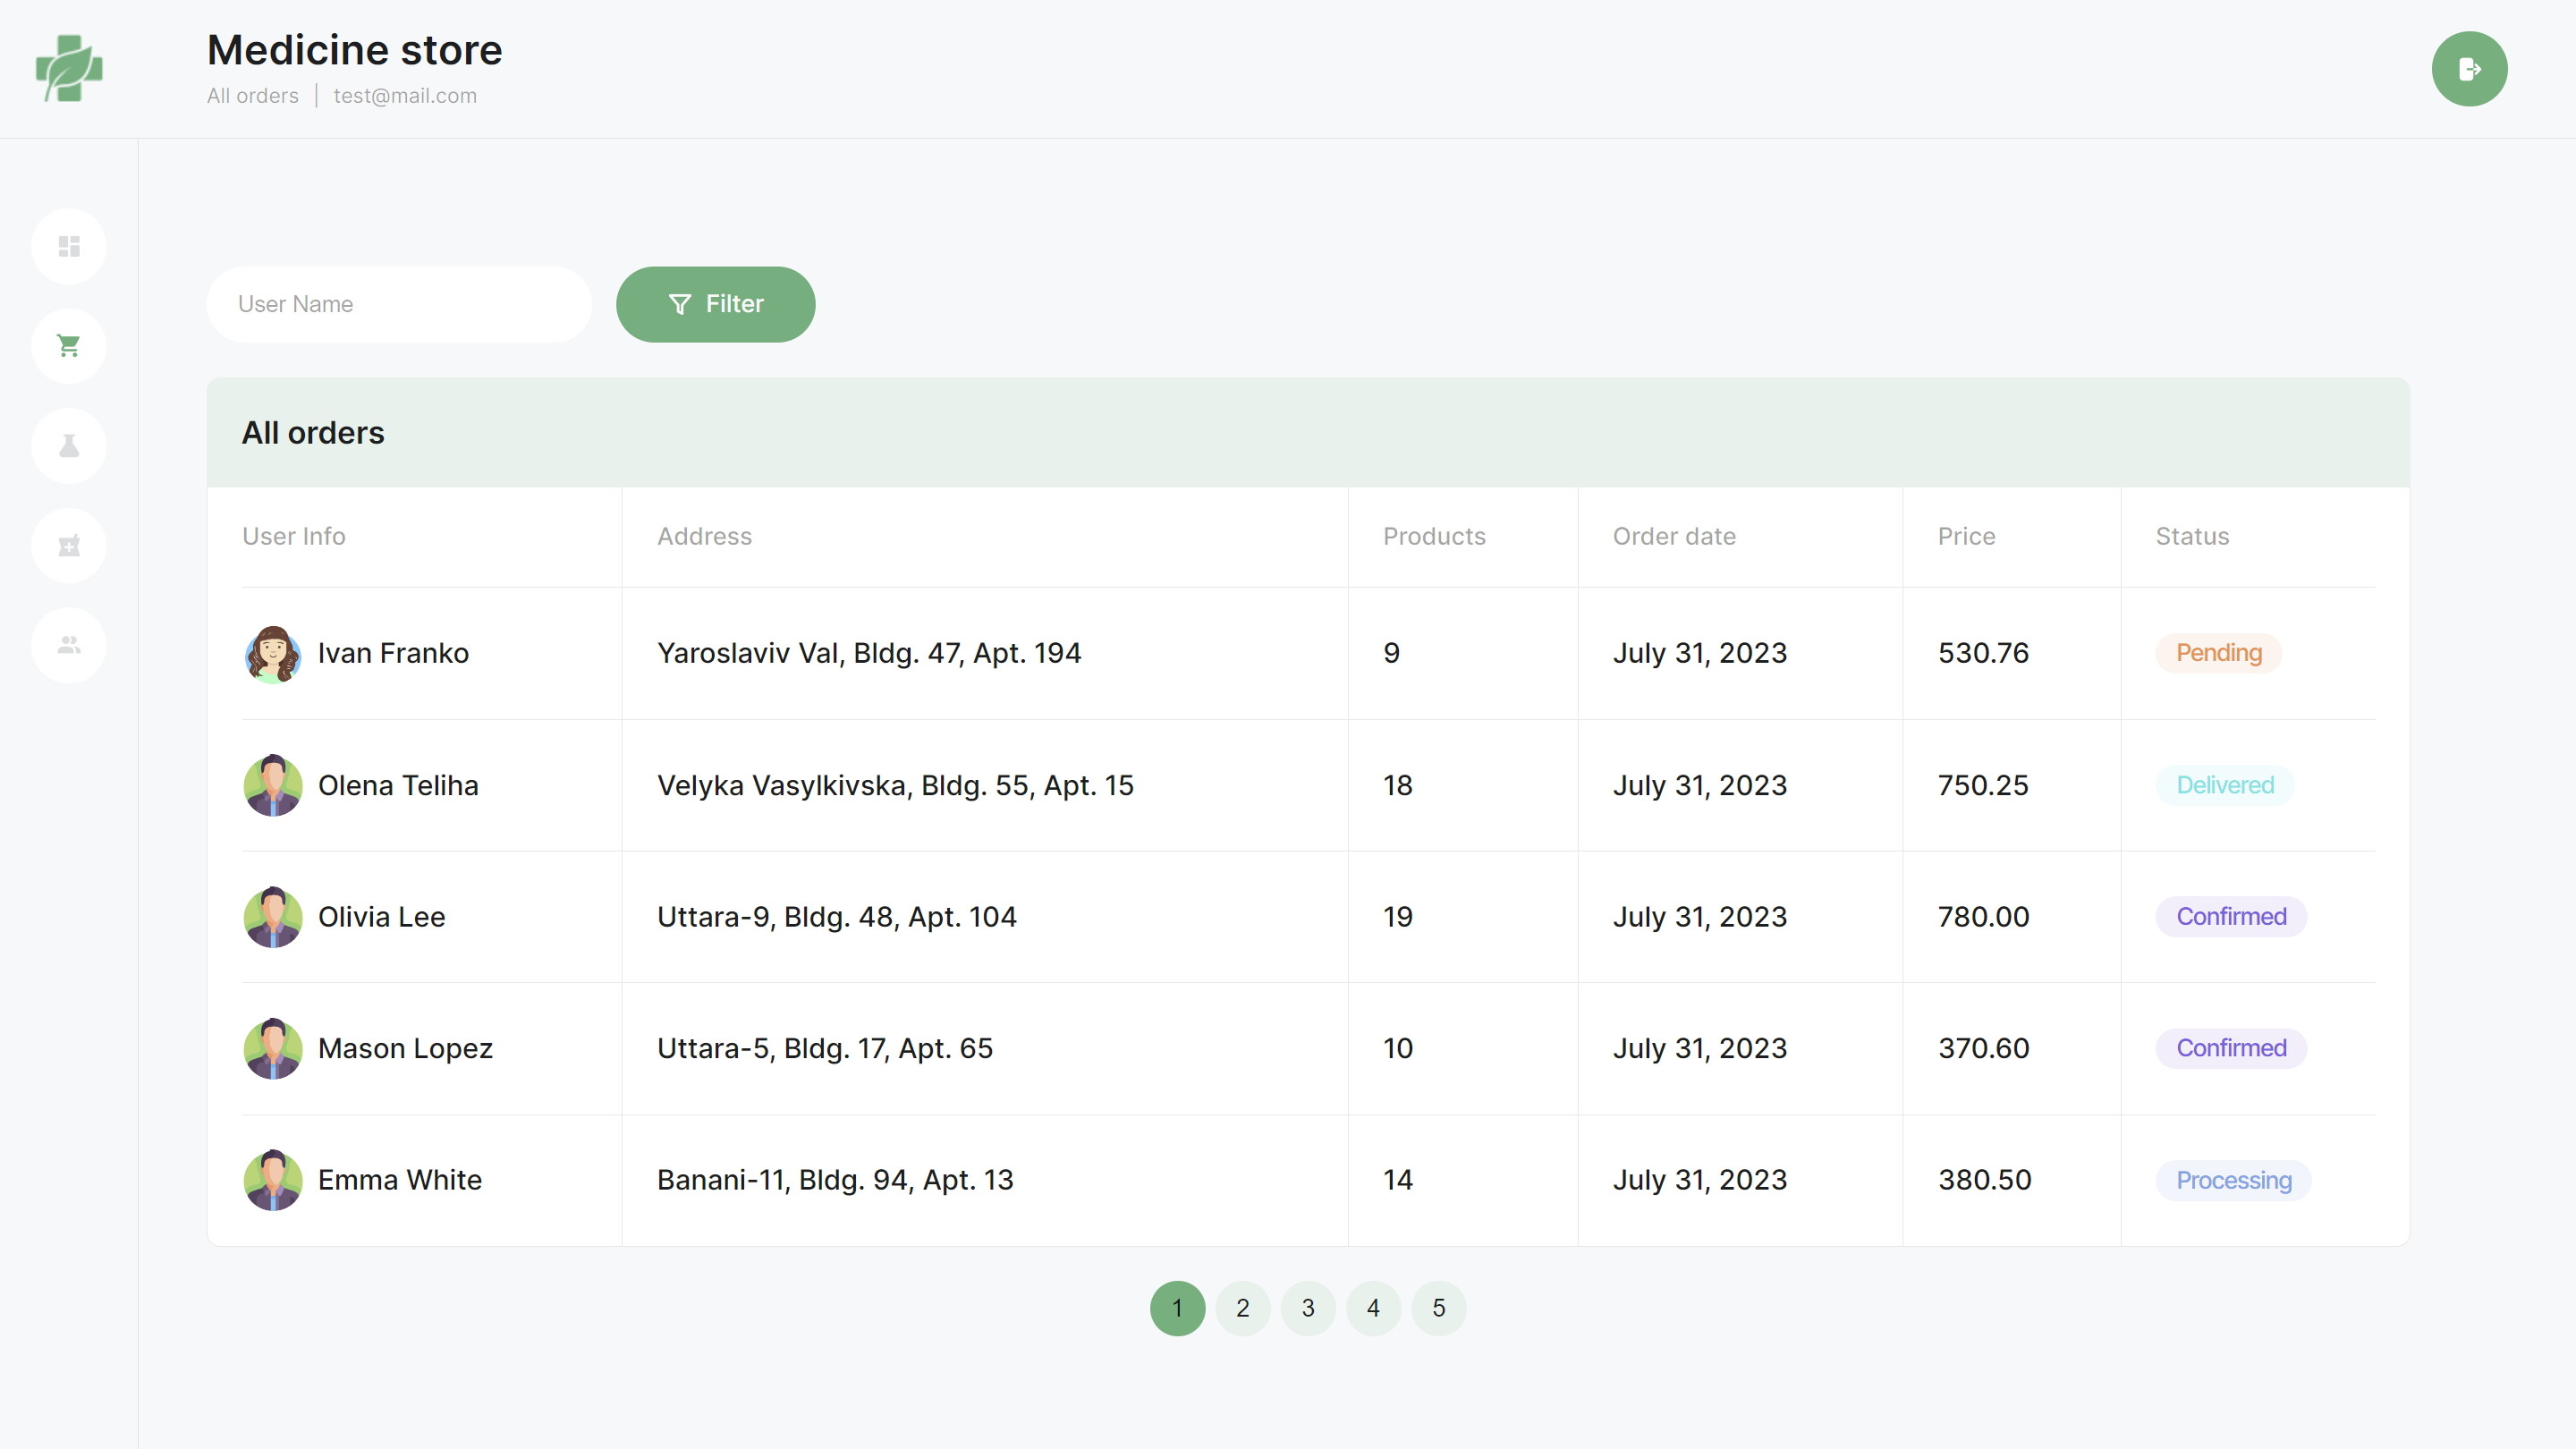 Medicine store
All orders | test@mail.com
User Name
Filter
All orders
User Info Address Products Order date Price Status
Ivan Franko Yaroslaviv Val, Bldg. 47, Apt. 194 9 July 31, 2023 530.76 Pending
Olena Teliha Velyka Vasylkivska, Bldg. 55, Apt. 15 18 July 31, 2023 750.25 Delivered
Olivia Lee Uttara-9, Bldg. 48, Apt. 104 19 July 31, 2023 780.00 Confirmed
Mason Lopez Uttara-5, Bldg. 17, Apt. 65 10 July 31, 2023 370.60 Confirmed
Emma White Banani-11, Bldg. 94, Apt. 13 14 July 31, 2023 380.50 Processing
1 2 3 4 5